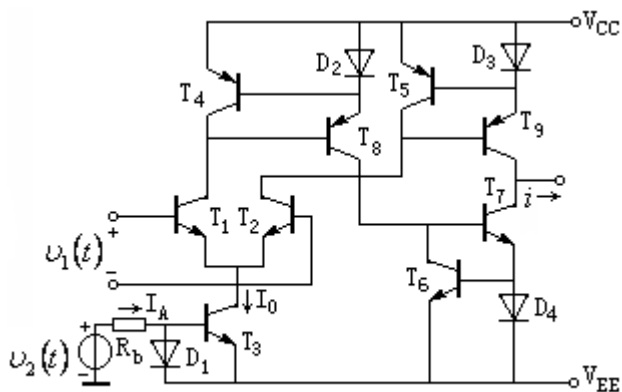 V_CC
D_2
D_3
T_4
T_5
T_8
T_9
T_7
i→
T_1
T_2
+
υ_1(t)
-
T_6
→ I_A
↓I_0
D_4
+
υ_2(t)
-
R_b
D_1
T_3
V_EE